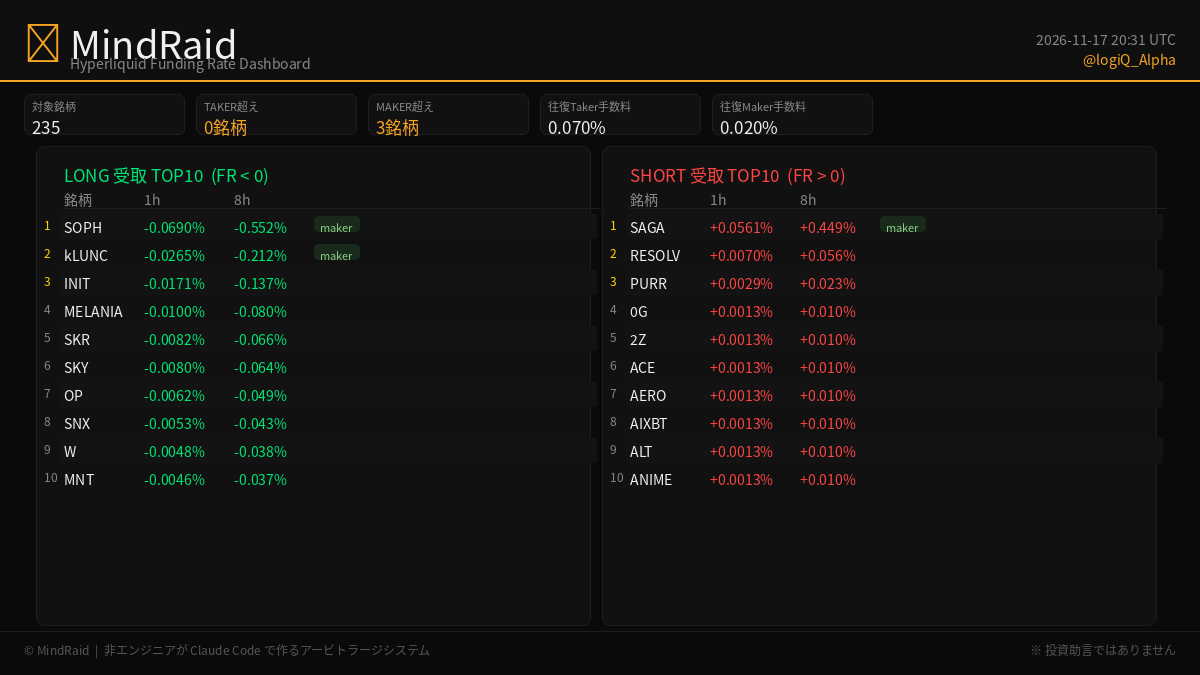 MindRaid
Hyperliquid Funding Rate Dashboard
2026-11-17 20:31 UTC
@logiQ_Alpha
対象銘柄
235
TAKER超え
0銘柄
MAKER超え
3銘柄
往復Taker手数料
0.070%
往復Maker手数料
0.020%
LONG 受取 TOP10 (FR < 0)
銘柄 1h 8h
1 SOPH -0.0690% -0.552% maker
2 kLUNC -0.0265% -0.212% maker
3 INIT -0.0171% -0.137%
4 MELANIA -0.0100% -0.080%
5 SKR -0.0082% -0.066%
6 SKY -0.0080% -0.064%
7 OP -0.0062% -0.049%
8 SNX -0.0053% -0.043%
9 W -0.0048% -0.038%
10 MNT -0.0046% -0.037%
SHORT 受取 TOP10 (FR > 0)
銘柄 1h 8h
1 SAGA +0.0561% +0.449% maker
2 RESOLV +0.0070% +0.056%
3 PURR +0.0029% +0.023%
4 0G +0.0013% +0.010%
5 2Z +0.0013% +0.010%
6 ACE +0.0013% +0.010%
7 AERO +0.0013% +0.010%
8 AIXBT +0.0013% +0.010%
9 ALT +0.0013% +0.010%
10 ANIME +0.0013% +0.010%
© MindRaid | 非エンジニアが Claude Code で作るアービトラージシステム
※ 投資助言ではありません